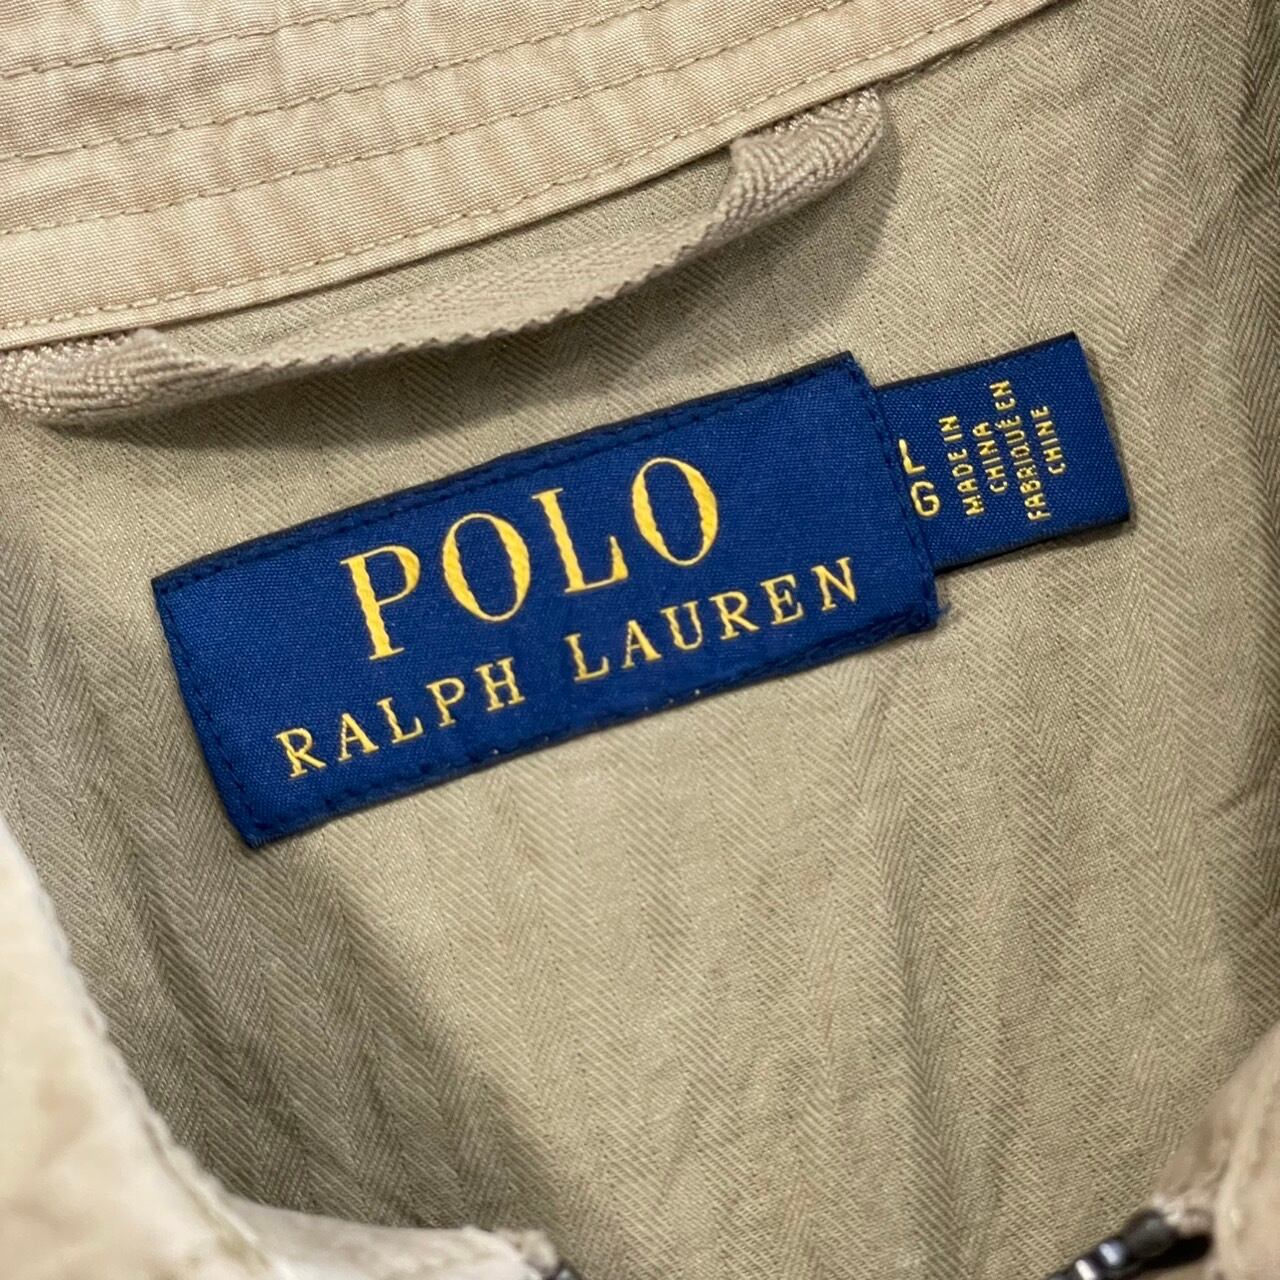 POLO
RALPH LAUREN
L
G
MADE IN
CHINA
FABRIQUÉ EN
CHINE